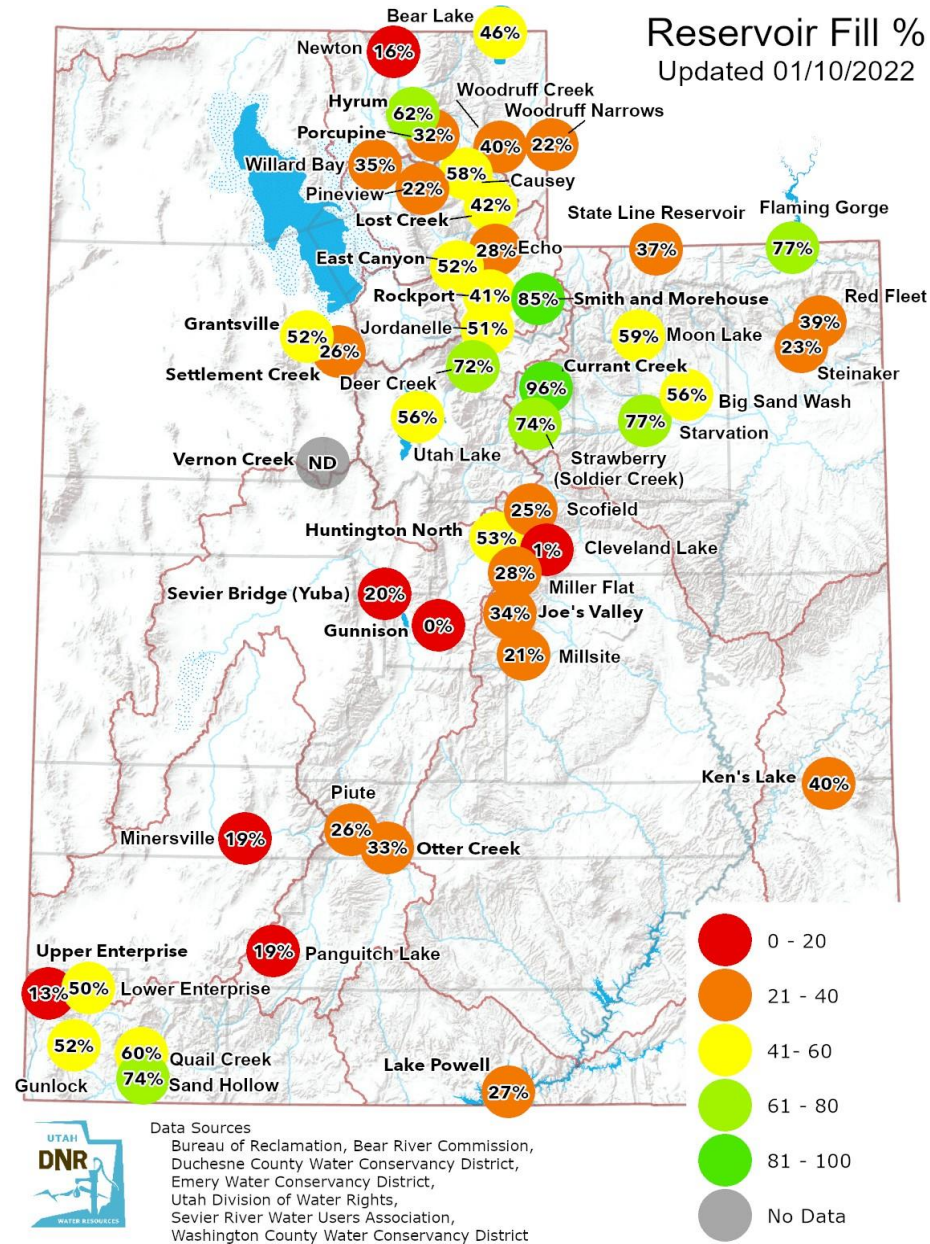 Reservoir Fill %
Updated 01/10/2022
Bear Lake
46%
Newton
16%
Hyrum
62%
Porcupine
32%
Woodruff Creek
40%
Woodruff Narrows
22%
Willard Bay
35%
Pineview
22%
58%
Causey
Lost Creek
42%
28%
Echo
East Canyon
52%
State Line Reservoir
37%
Flaming Gorge
77%
Rockport
41%
85%
Smith and Morehouse
Red Fleet
39%
23%
Steinaker
Grantsville
52%
26%
Settlement Creek
Jordanelle
51%
59%
Moon Lake
Deer Creek
72%
Currant Creek
96%
56%
Big Sand Wash
56%
Utah Lake
74%
Strawberry
(Soldier Creek)
77%
Starvation
Vernon Creek
ND
25%
Scofield
Huntington North
53%
1%
Cleveland Lake
28%
Miller Flat
Sevier Bridge (Yuba)
20%
34%
Joe's Valley
Gunnison
0%
21%
Millsite
Ken's Lake
40%
Piute
26%
33%
Otter Creek
Minersville
19%
19%
Panguitch Lake
Upper Enterprise
13%
50%
Lower Enterprise
52%
Gunlock
60%
Quail Creek
74%
Sand Hollow
Lake Powell
27%
0 - 20
21 - 40
41- 60
61 - 80
81 - 100
No Data
UTAH
DNR
WATER RESOURCES
Data Sources
Bureau of Reclamation, Bear River Commission,
Duchesne County Water Conservancy District,
Emery Water Conservancy District,
Utah Division of Water Rights,
Sevier River Water Users Association,
Washington County Water Conservancy District